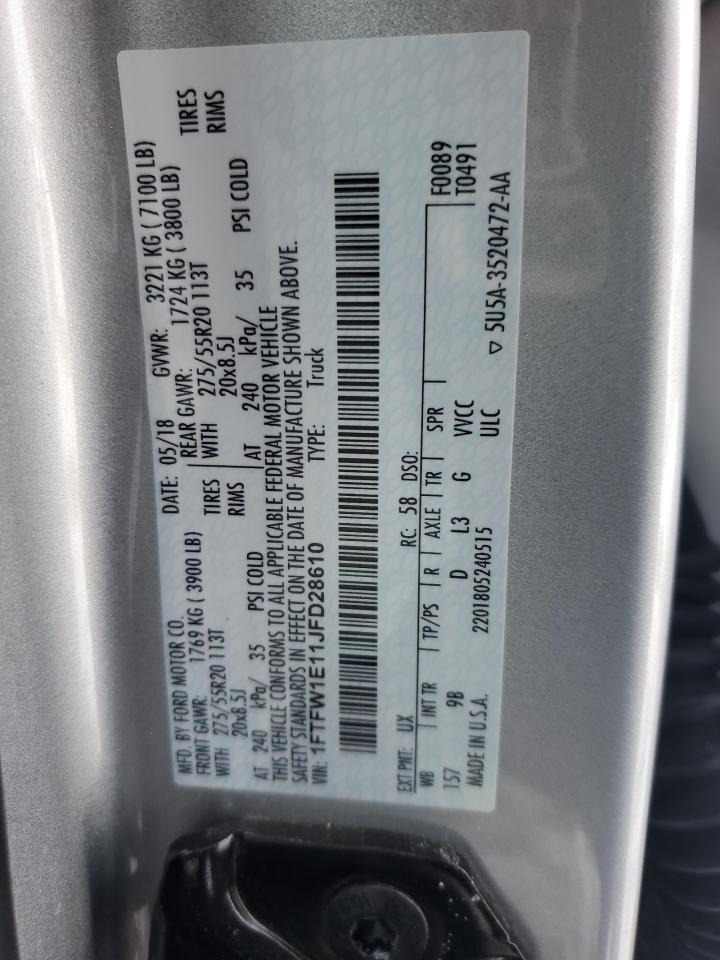 MFD. BY FORD MOTOR CO.
DATE: 05/18 GVWR: 3221 KG ( 7100 LB)
FRONT GAWR: 1769 KG ( 3900 LB) REAR GAWR: 1724 KG ( 3800 LB)
WITH 275/55R20 113T TIRES WITH 275/55R20 113T TIRES
20x8.5J RIMS 20x8.5J RIMS
AT 240 kPa/ 35 PSI COLD AT 240 kPa/ 35 PSI COLD
THIS VEHICLE CONFORMS TO ALL APPLICABLE FEDERAL MOTOR VEHICLE
SAFETY STANDARDS IN EFFECT ON THE DATE OF MANUFACTURE SHOWN ABOVE.
VIN: 1FTFW1E11JFD28610 TYPE: Truck
EXT PNT: UX RC: 58 DSO:
WB INT TR TP/PS R AXLE TR SPR F0089
157 9B D L3 G VVCC T0491
MADE IN U.S.A. 2201805240515 ULC
▽ 5U5A-3520472-AA